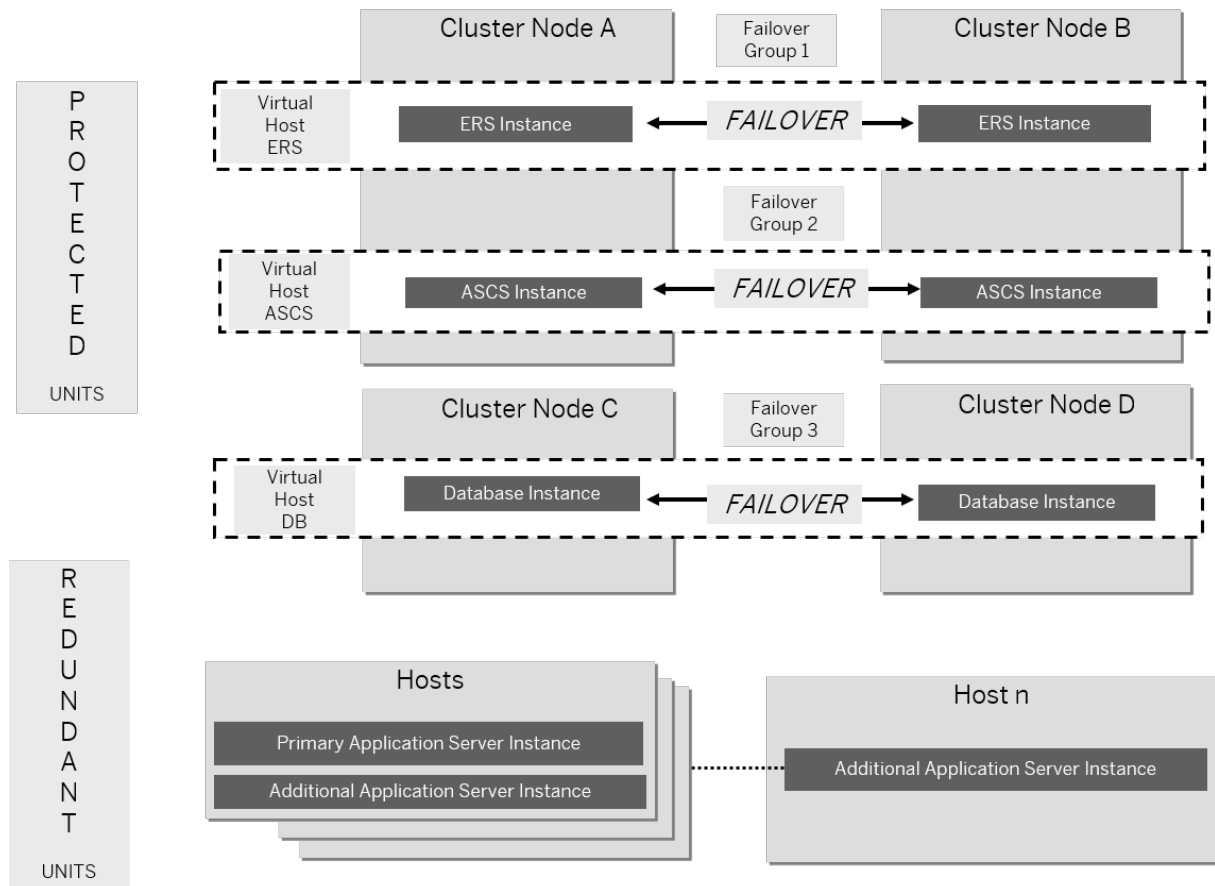 Cluster Node A
Failover
Group 1
Cluster Node B
P
R
O
T
E
C
T
E
D
UNITS
Virtual
Host
ERS
ERS Instance
FAILOVER
ERS Instance
Failover
Group 2
Virtual
Host
ASCS
ASCS Instance
FAILOVER
ASCS Instance
Cluster Node C
Failover
Group 3
Cluster Node D
Virtual
Host
DB
Database Instance
FAILOVER
Database Instance
R
E
D
U
N
D
A
N
T
UNITS
Hosts
Primary Application Server Instance
Additional Application Server Instance
Host n
Additional Application Server Instance